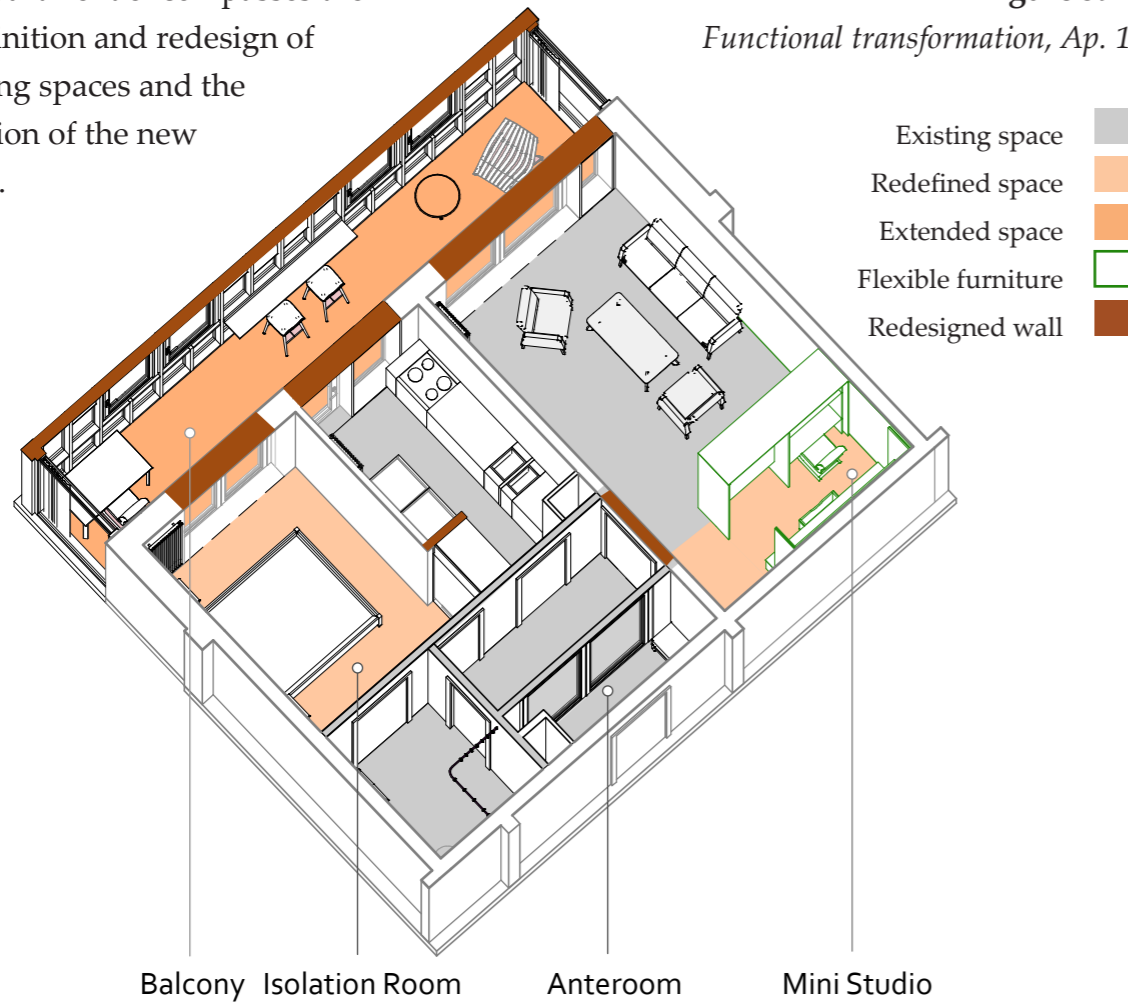 nition and redesign of
ng spaces and the
ion of the new
.
Functional transformation, Ap. 1
Existing space
Redefined space
Extended space
Flexible furniture
Redesigned wall
Balcony Isolation Room Anteroom Mini Studio